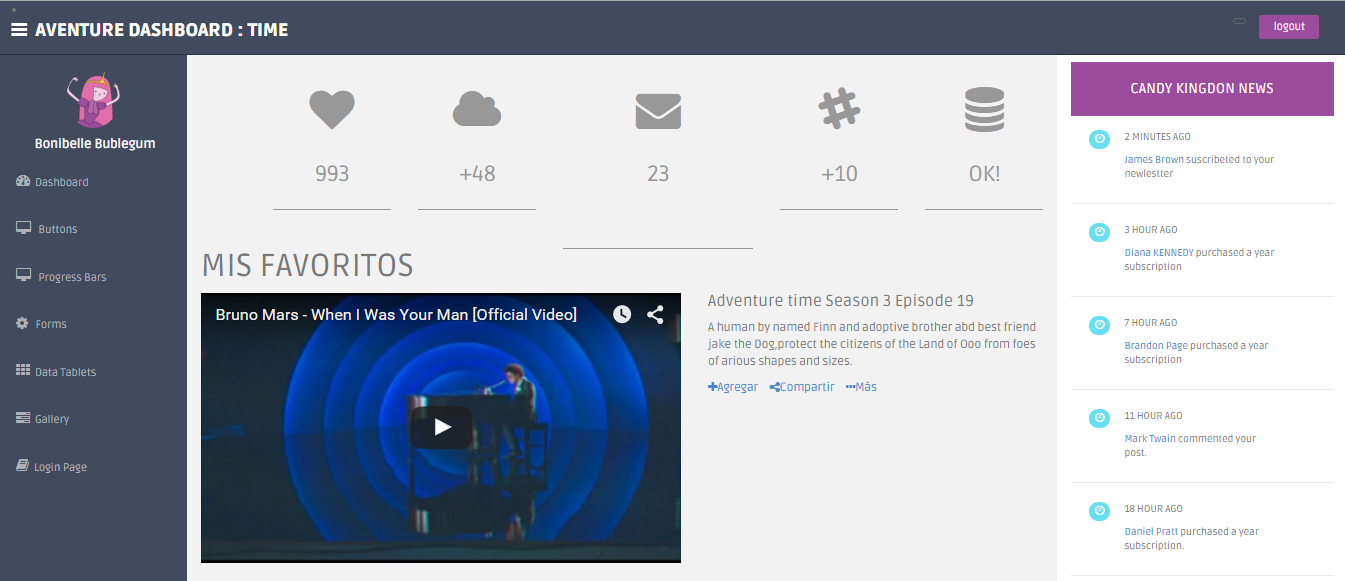 AVENTURE DASHBOARD : TIME
logout
Bonibelle Bublegum
Dashboard
Buttons
Progress Bars
Forms
Data Tablets
Gallery
Login Page
993
+48
23
+10
OK!
MIS FAVORITOS
Bruno Mars - When I Was Your Man [Official Video]
Adventure time Season 3 Episode 19
A human by named Finn and adoptive brother abd best friend
jake the Dog,protect the citizens of the Land of Ooo from foes
of arious shapes and sizes.
Agregar Compartir Más
CANDY KINGDON NEWS
2 MINUTES AGO
James Brown suscribeted to your
newlestter
3 HOUR AGO
Diana KENNEDY purchased a year
subscription
7 HOUR AGO
Brandon Page purchased a year
subscription
11 HOUR AGO
Mark Twain commented your
post.
18 HOUR AGO
Daniel Pratt purchased a year
subscription.